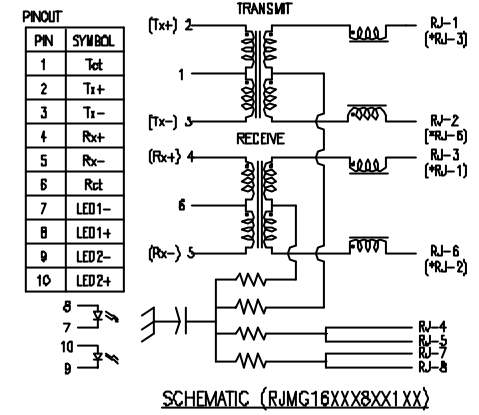 PINOUT
PIN SYMBOL
1 Tct
2 Tx+
3 Tx-
4 Rx+
5 Rx-
6 Rct
7 LED1-
8 LED1+
9 LED2-
10 LED2+
TRANSMIT
(Tx+) 2
RJ-1
(*RJ-3)
1
(Tx-) 3
RJ-2
(*RJ-6)
RECEIVE
(Rx+) 4
RJ-3
(*RJ-1)
6
(Rx-) 5
RJ-6
(*RJ-2)
8
7
10
9
RJ-4
RJ-5
RJ-7
RJ-8
SCHEMATIC (RJMG16XXX8XX1XX)